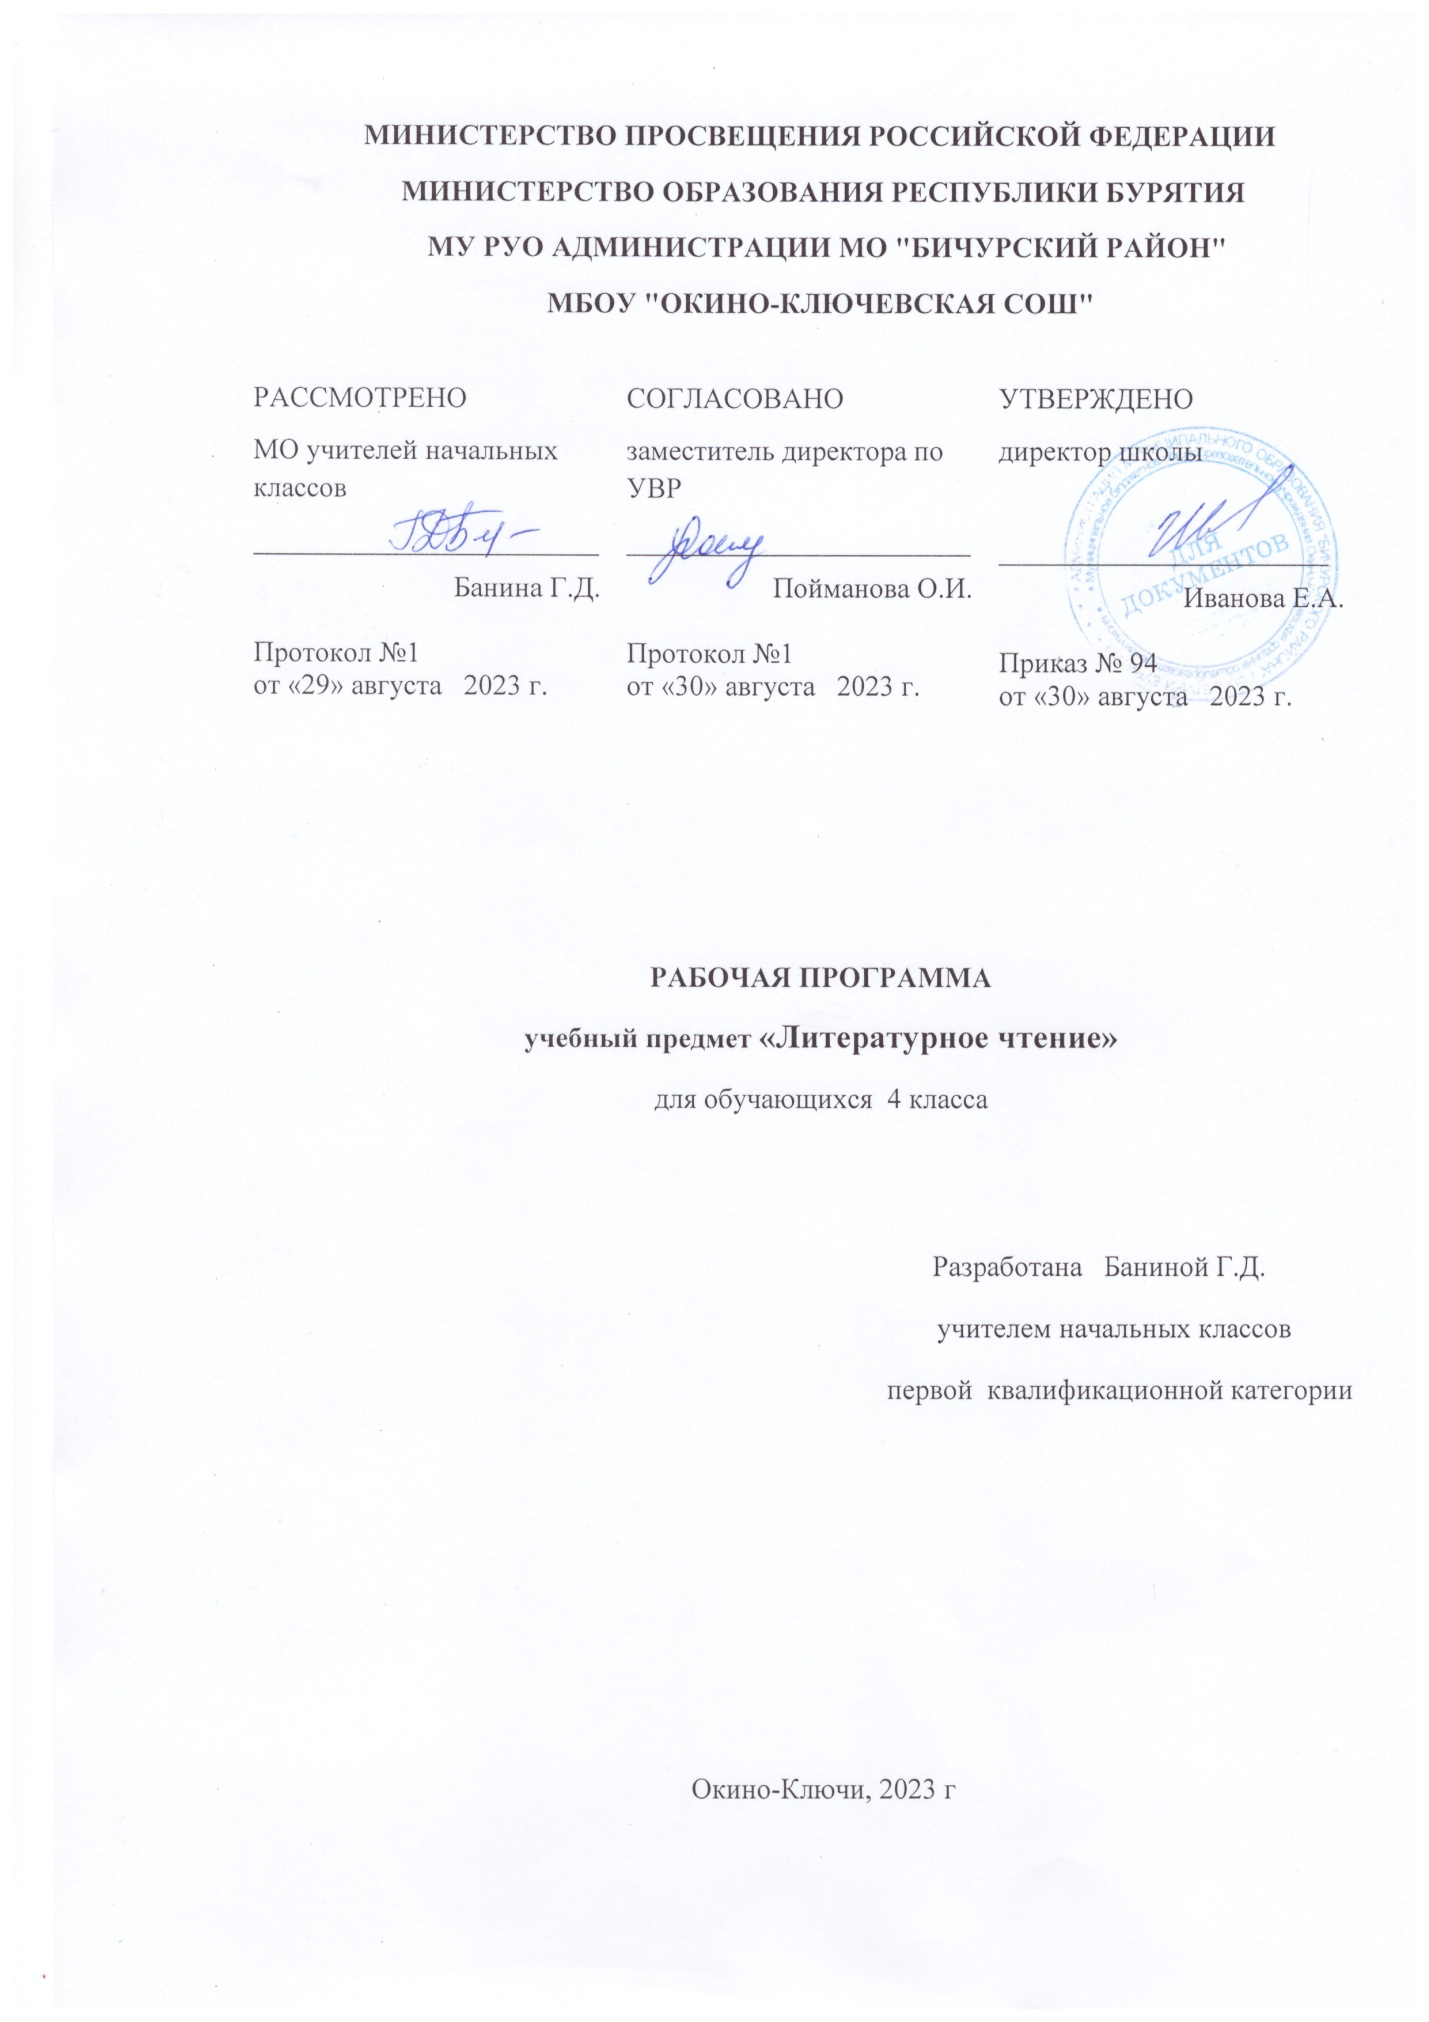 МИНИСТЕРСТВО ПРОСВЕЩЕНИЯ РОССИЙСКОЙ ФЕДЕРАЦИИ
МИНИСТЕРСТВО ОБРАЗОВАНИЯ РЕСПУБЛИКИ БУРЯТИЯ
МУ РУО АДМИНИСТРАЦИИ МО "БИЧУРСКИЙ РАЙОН"
МБОУ "ОКИНО-КЛЮЧЕВСКАЯ СОШ"
РАССМОТРЕНО
МО учителей начальных
классов
Банина Г.Д.
Протокол №1
от «29» августа 2023 г.
СОГЛАСОВАНО
заместитель директора по
УВР
Пойманова О.И.
Протокол №1
от «30» августа 2023 г.
УТВЕРЖДЕНО
директор школы
ДЛЯ
ДОКУМЕНТОВ
Иванова Е.А.
Приказ № 94
от «30» августа 2023 г.
РАБОЧАЯ ПРОГРАММА
учебный предмет «Литературное чтение»
для обучающихся 4 класса
Разработана Баниной Г.Д.
учителем начальных классов
первой квалификационной категории
Окино-Ключи, 2023 г